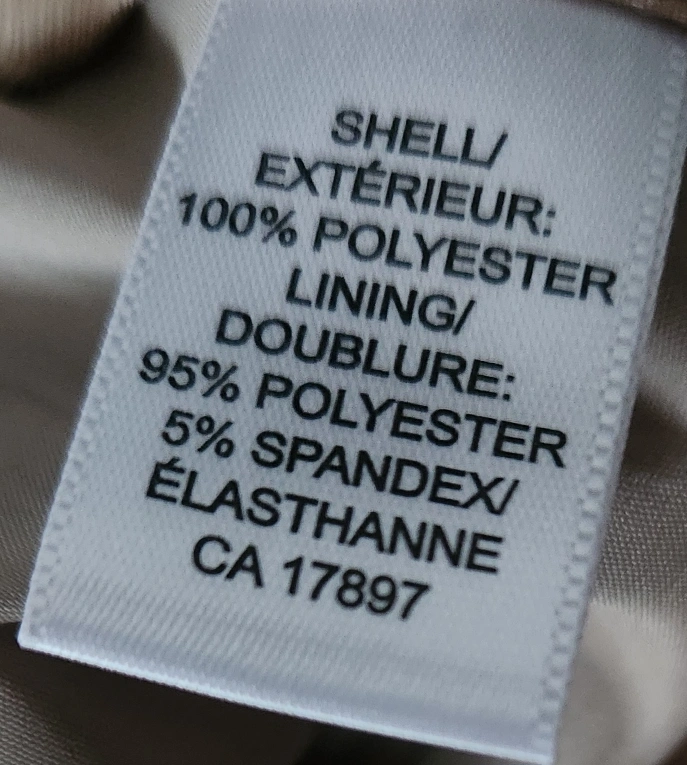 SHELL/
EXTÉRIEUR:
100% POLYESTER
LINING/
DOUBLURE:
95% POLYESTER
5% SPANDEX/
ÉLASTHANNE
CA 17897